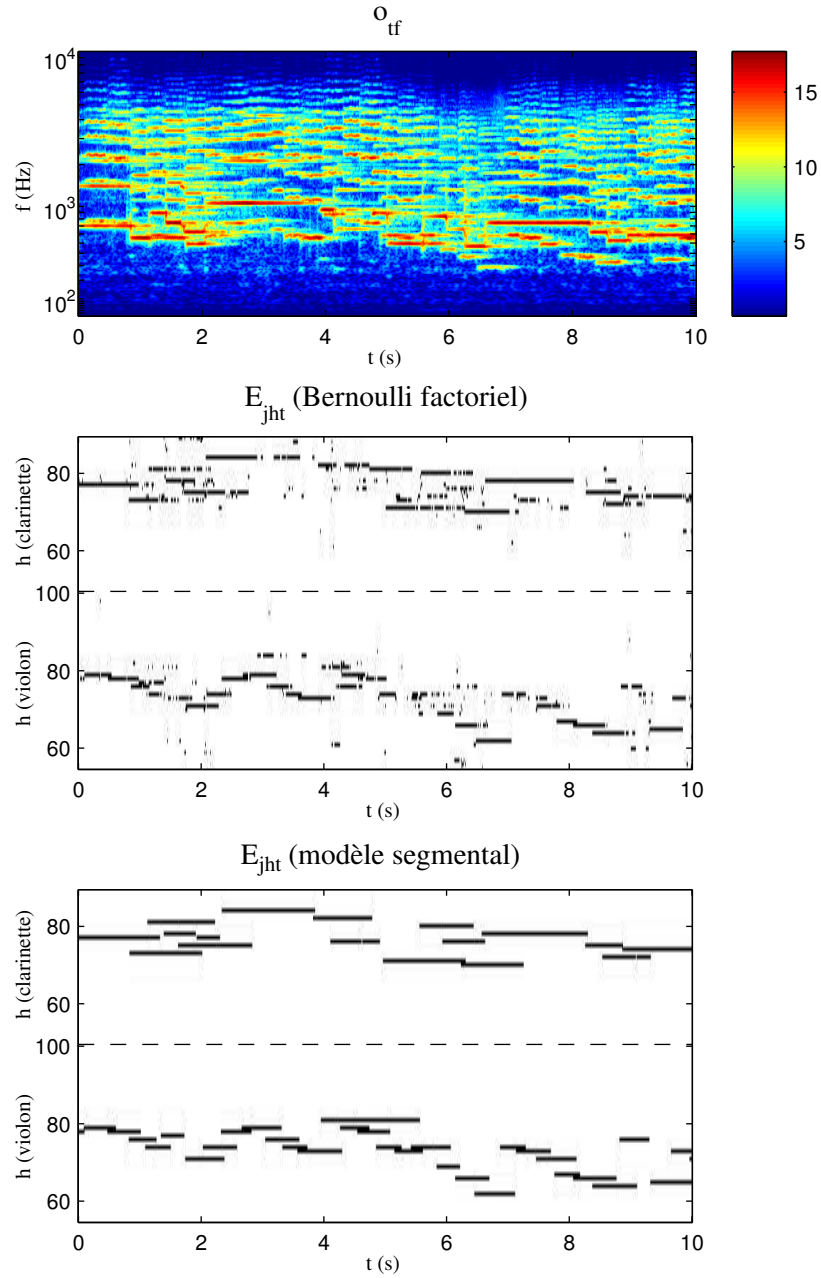 o_tf
10^4
10^3
10^2
f (Hz)
0 2 4 6 8 10
t (s)
15
10
5
E_jht (Bernoulli factoriel)
80
60
h (clarinette)
100
80
60
h (violon)
0 2 4 6 8 10
t (s)
E_jht (modèle segmental)
80
60
h (clarinette)
100
80
60
h (violon)
0 2 4 6 8 10
t (s)